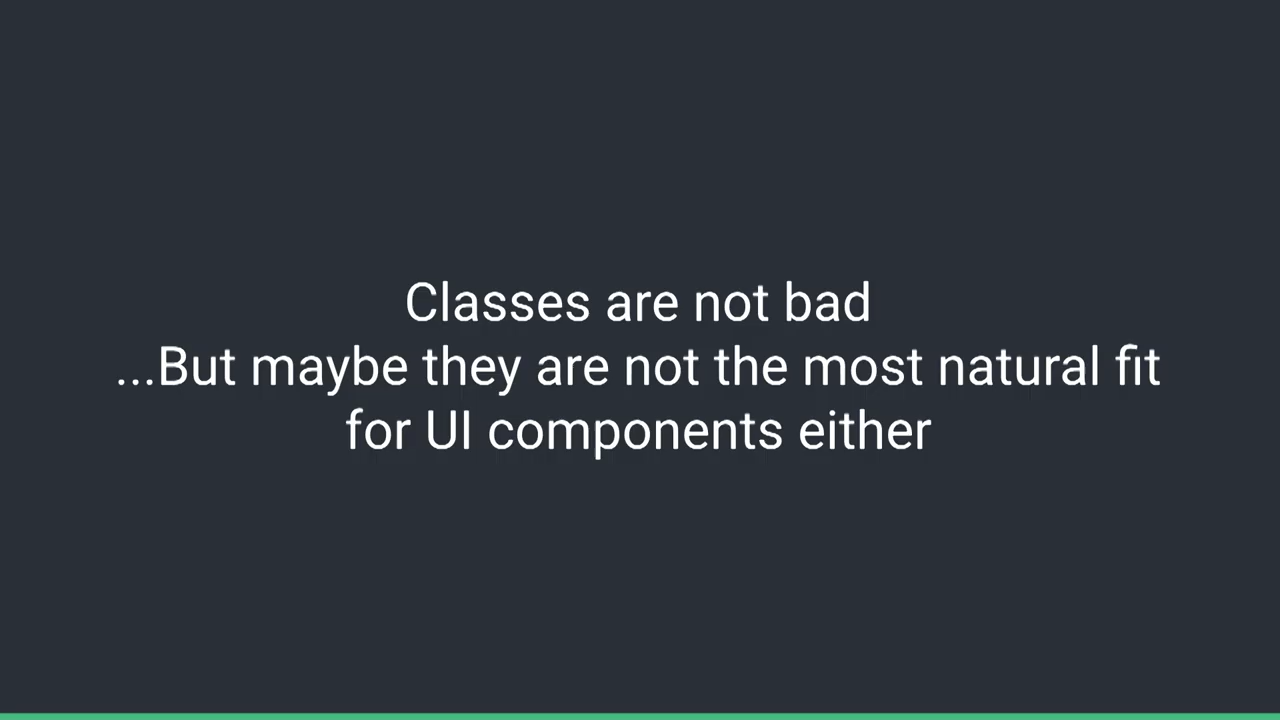 Classes are not bad
...But maybe they are not the most natural fit
for UI components either